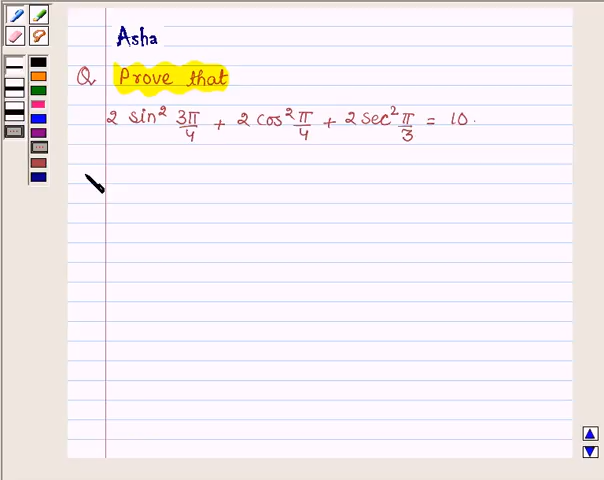 Asha
Q Prove that
2 sin² 3π/4 + 2 cos² π/4 + 2 sec² π/3 = 10.